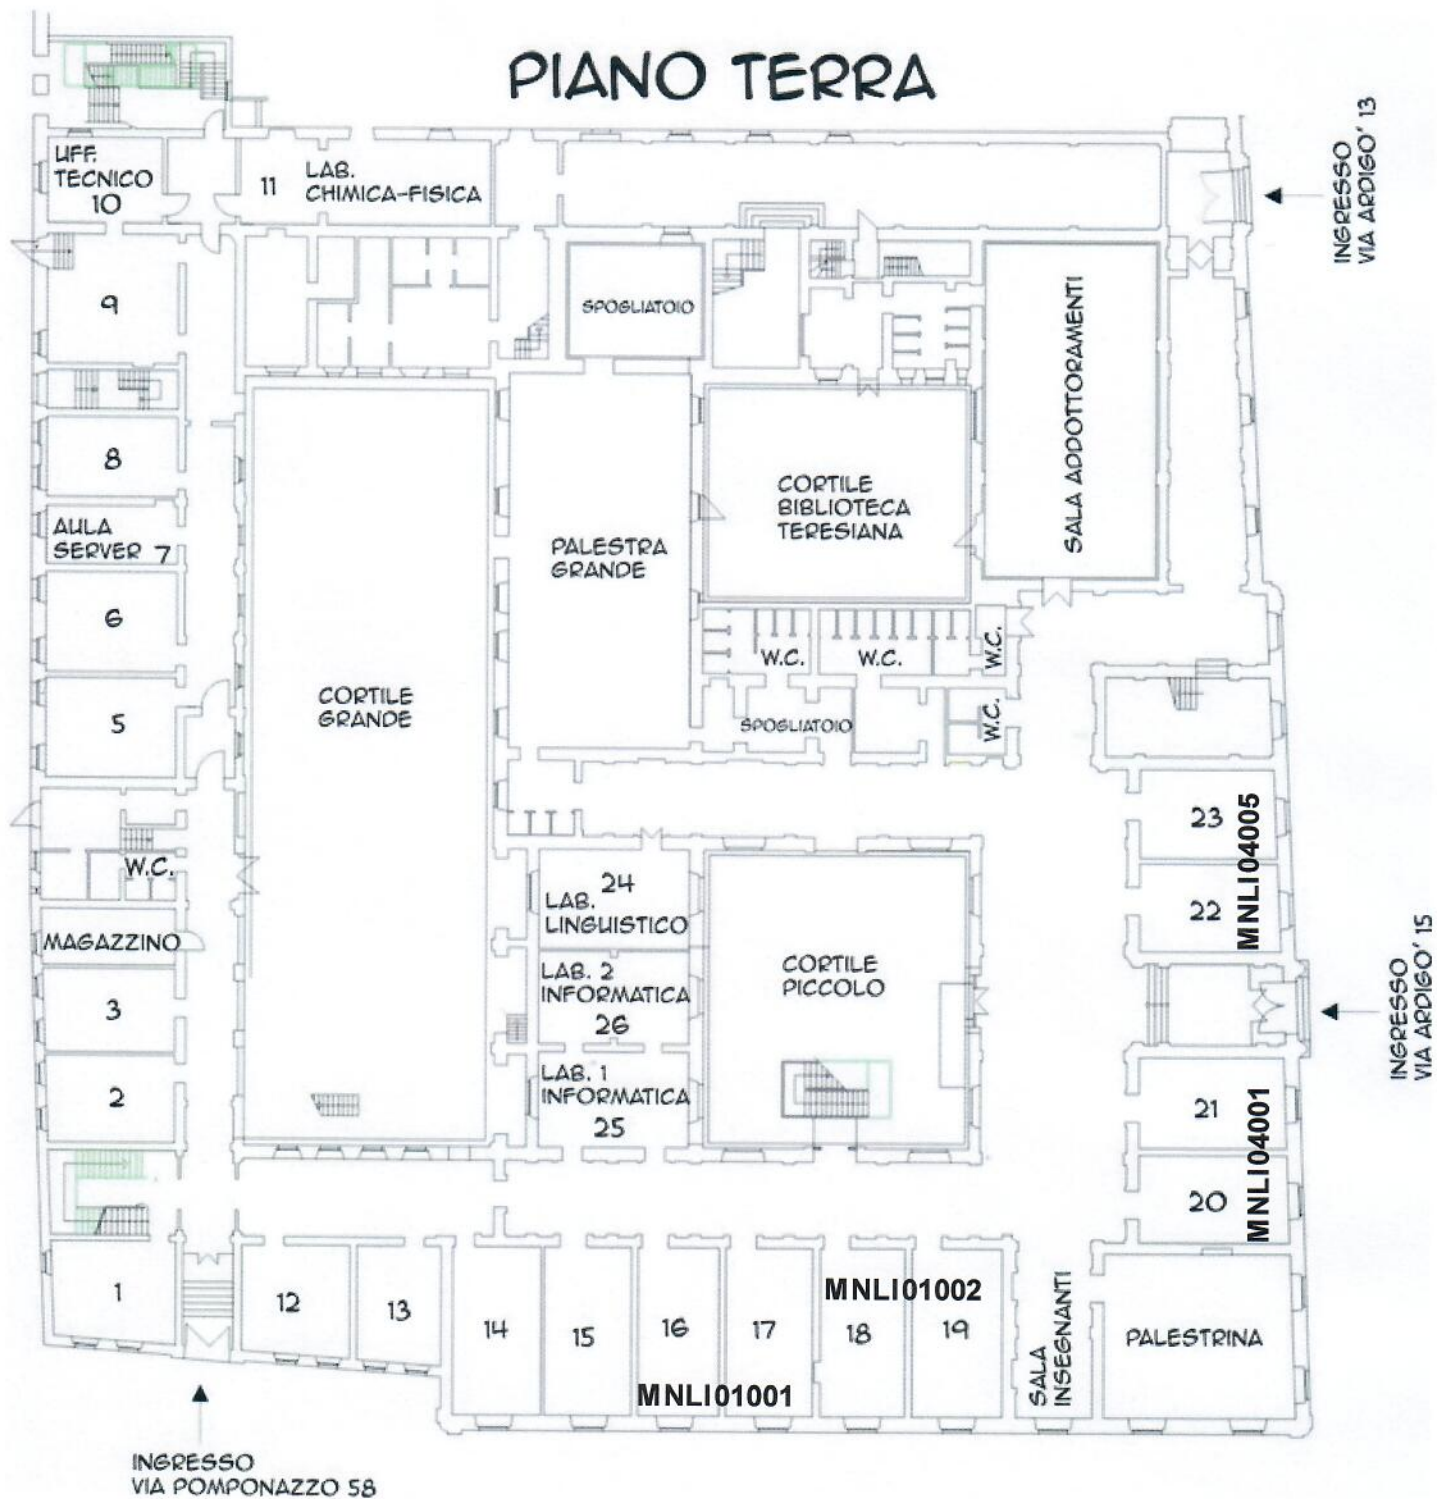 PIANO TERRA
INGRESSO
VIA ARDIGO' 13
UFF.
TECNICO
10
11
LAB.
CHIMICA-FISICA
9
SPOGLIATOIO
SALA ADDOTTORAMENTI
8
CORTILE
BIBLIOTECA
TERESIANA
AULA
SERVER 7
PALESTRA
GRANDE
6
W.C.
W.C.
W.C.
CORTILE
GRANDE
5
SPOGLIATOIO
W.C.
23
MNLI04005
22
W.C.
24
LAB.
LINGUISTICO
MAGAZZINO
CORTILE
PICCOLO
LAB. 2
INFORMATICA
26
3
INGRESSO
VIA ARDIGO' 15
LAB. 1
INFORMATICA
25
2
21
MNLI04001
20
1
12
13
14
15
16
17
MNLI01001
MNLI01002
18
19
SALA
INSEGNANTI
PALESTRINA
INGRESSO
VIA POMPONAZZO 58